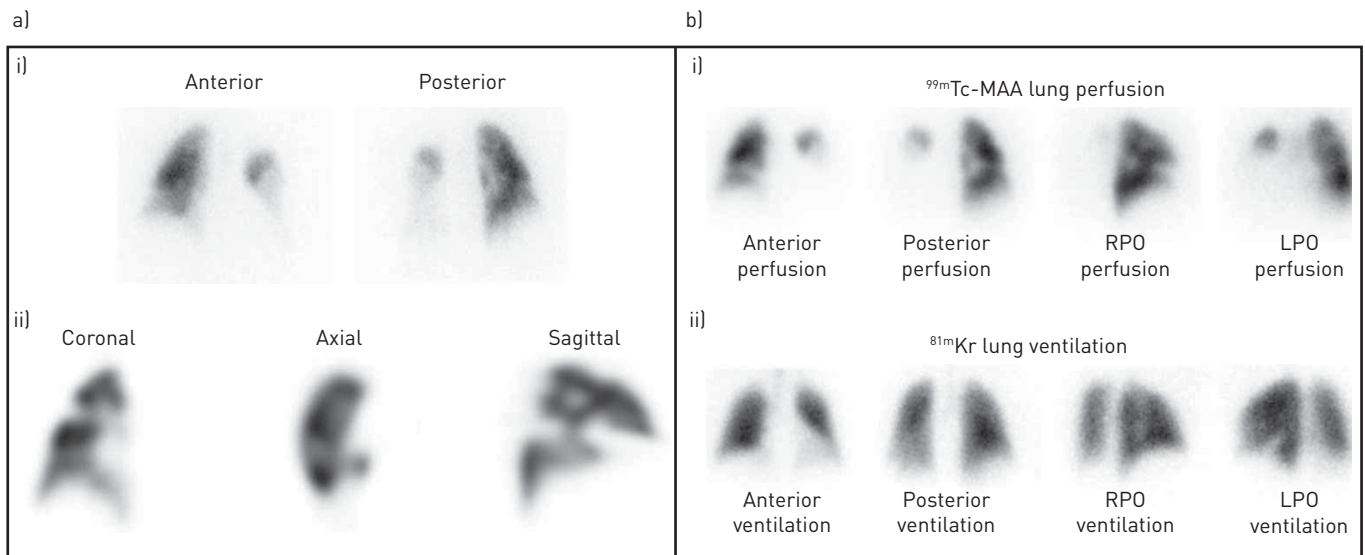 a)
i)
Anterior Posterior
ii)
Coronal Axial Sagittal
b)
i)
⁹⁹ᵐTc-MAA lung perfusion
Anterior perfusion
Posterior perfusion
RPO perfusion
LPO perfusion
ii)
⁸¹ᵐKr lung ventilation
Anterior ventilation
Posterior ventilation
RPO ventilation
LPO ventilation